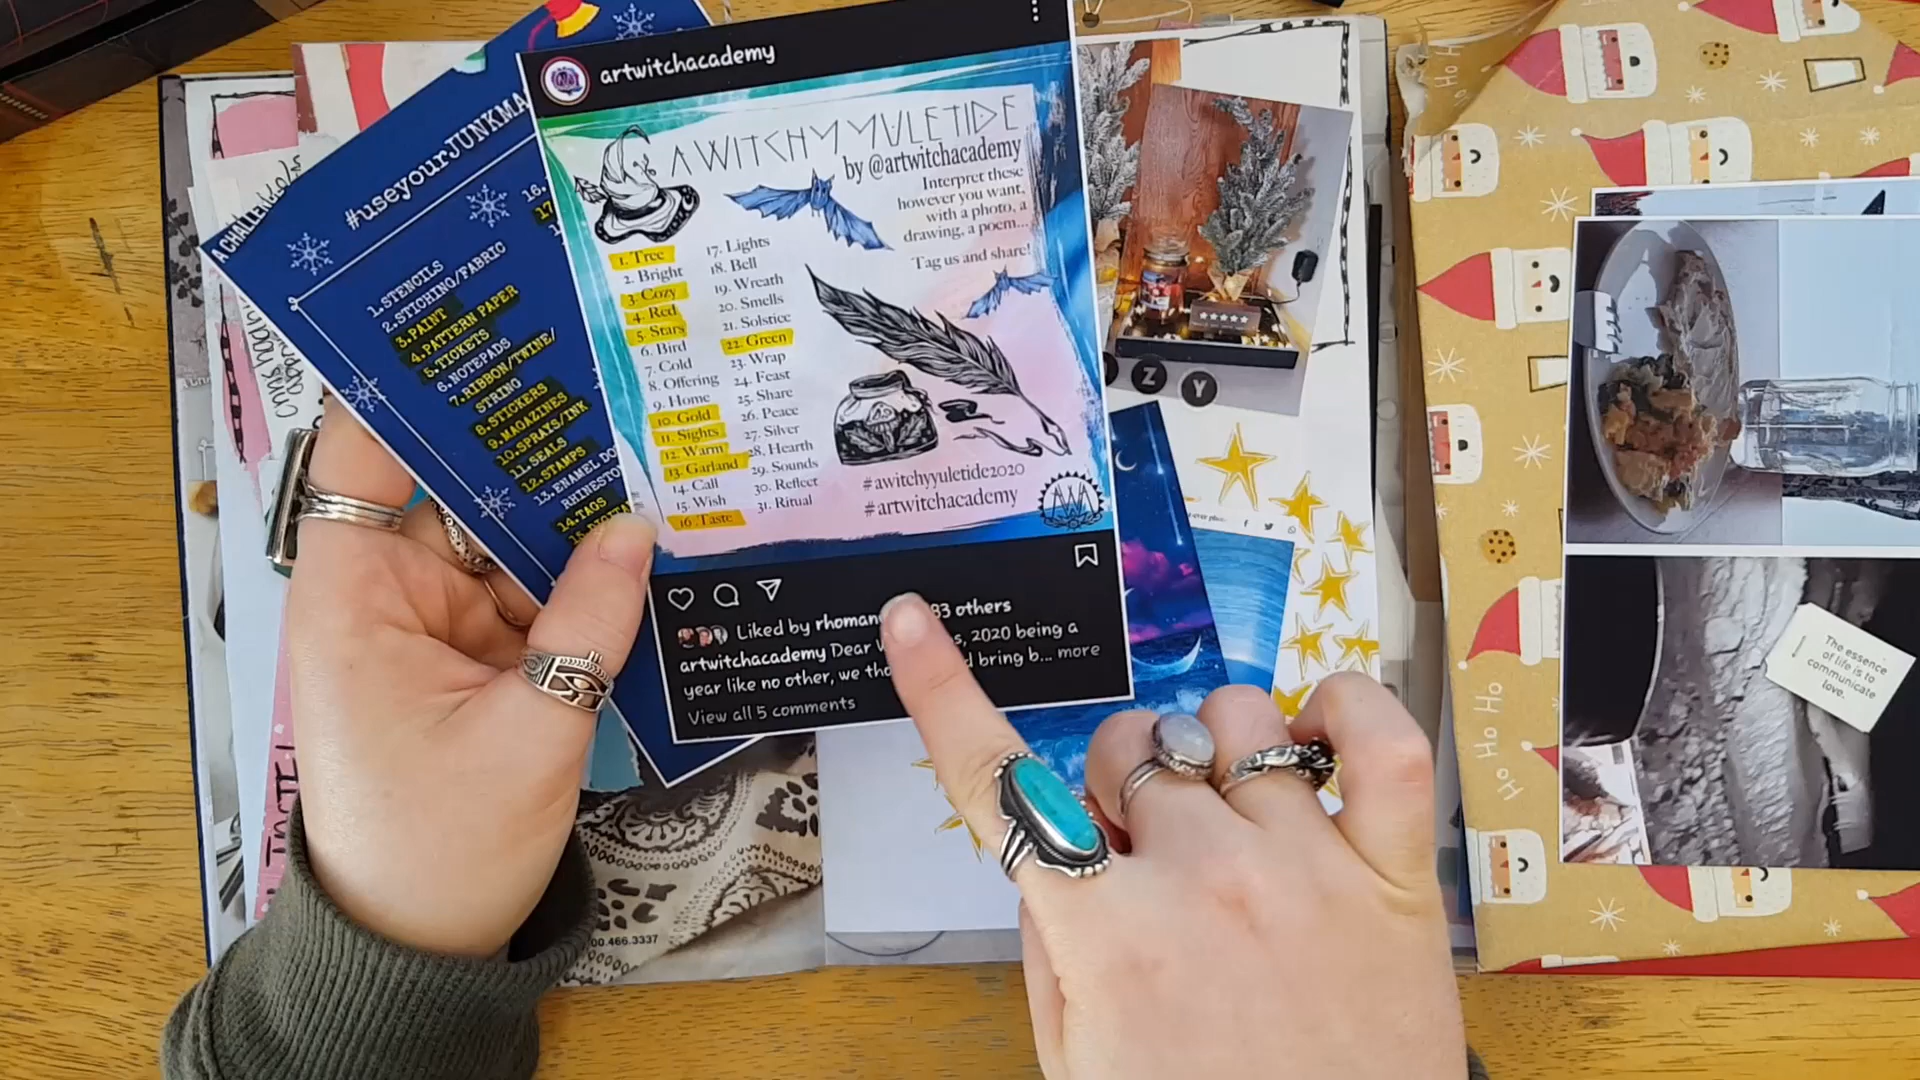 artwitchacademy
A WITCHY YULETIDE
by @artwitchacademy
Interpret these
however you want,
with a photo, a
drawing, a poem...
Tag us and share!
1. Tree
2. Bright
3. Cozy
4. Red
5. Stars
6. Bird
7. Cold
8. Offering
9. Home
10. Gold
11. Sights
12. Warm
13. Garland
14. Call
15. Wish
16. Taste
17. Lights
18. Bell
19. Wreath
20. Smells
21. Solstice
22. Green
23. Wrap
24. Feast
25. Share
26. Peace
27. Silver
28. Hearth
29. Sounds
30. Reflect
31. Ritual
#awitchyyuletide2020
#artwitchacademy
AWA
Liked by 83 others
artwitchacademy Dear 2020 being a
year like no other, we bring b... more
View all 5 comments
#useyourJUNKMA
1.STENCILS
2.STICHING/FABRIC
3.PAINT
4.PATTERN PAPER
5.TICKETS
6.NOTEPADS
7.RIBBON/TWINE/
STRING
8.STICKERS
9.MAGAZINES
10.SPRAYS/INK
11.SEALS
12.STAMPS
13.ENAMEL DO
RHINESTO
14.TAGS
16.
17
Z Y
00.466.3337
The essence
of life is to
communicate
love.
Ho Ho Ho